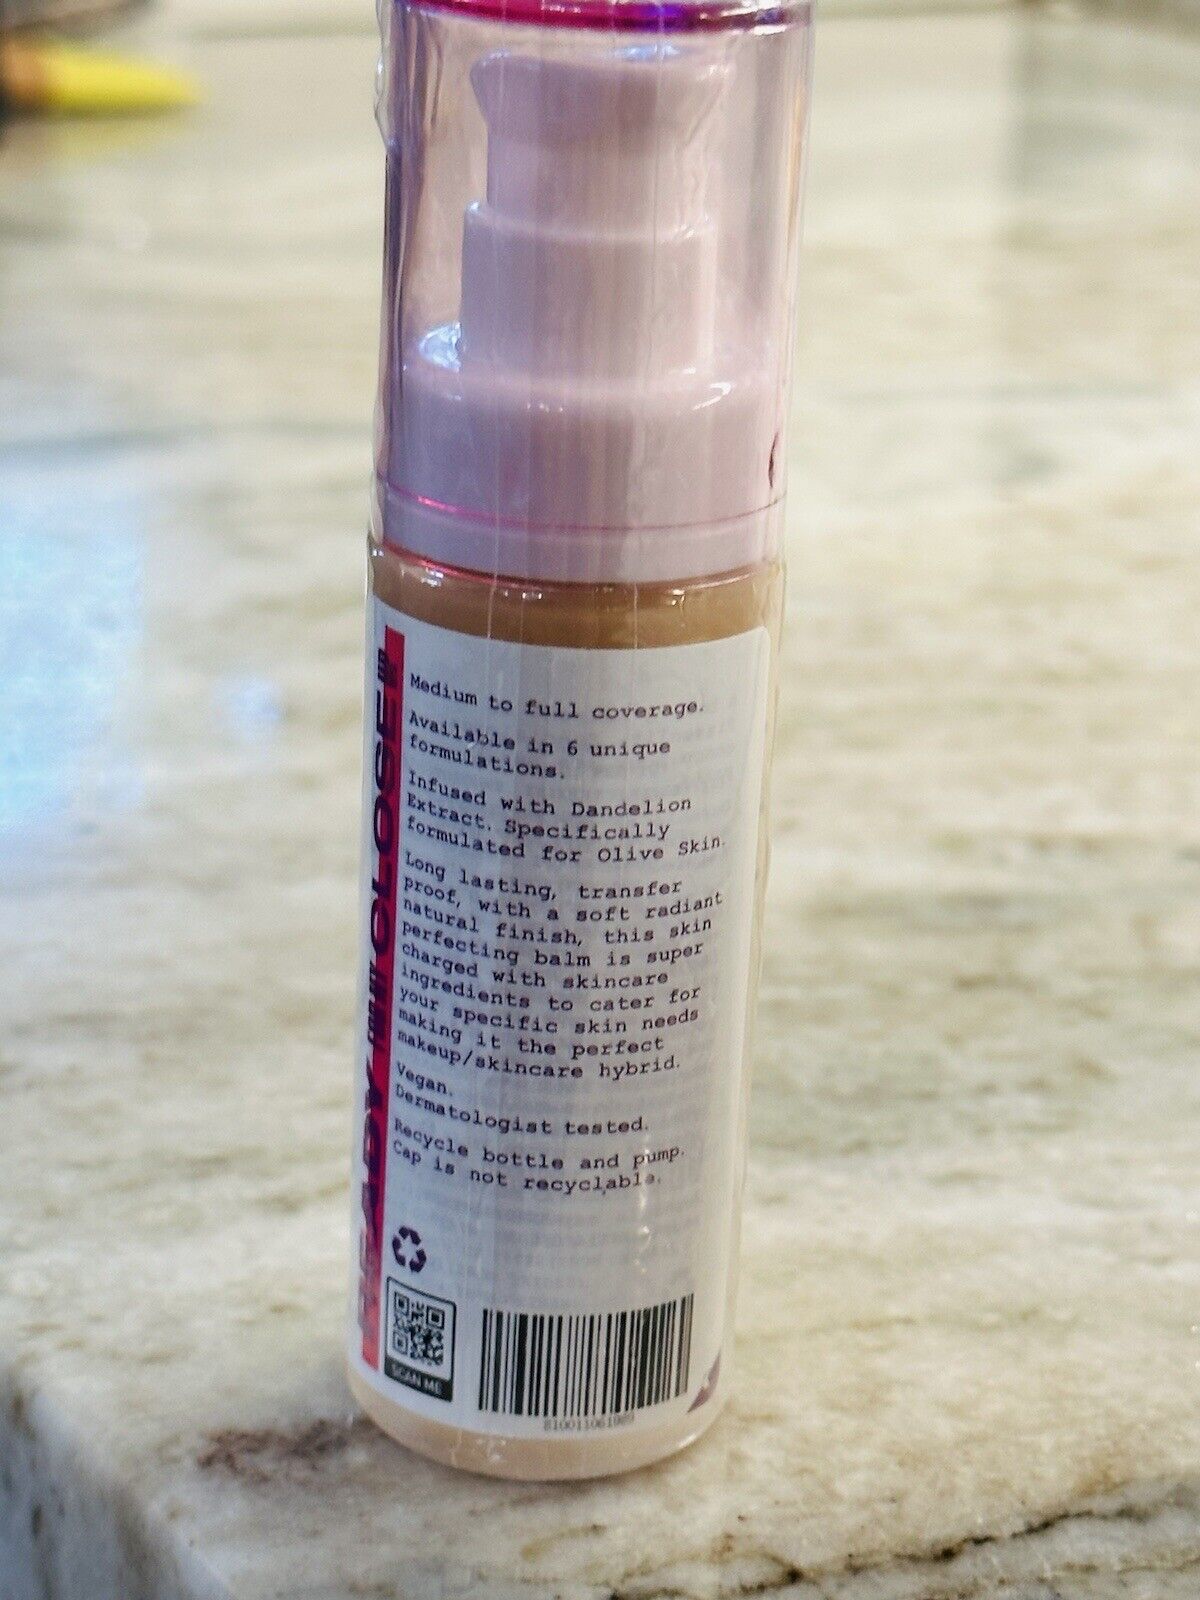 Medium to full coverage.
Available in 6 unique
formulations.
Infused with Dandelion
Extract. Specifically
formulated for Olive Skin.
Long lasting, transfer
proof, with a soft radiant
natural finish, this skin
perfecting balm is super
charged with skincare
ingredients to cater for
your specific skin needs
making it the perfect
makeup/skincare hybrid.
Vegan.
Dermatologist tested.
Recycle bottle and pump.
Cap is not recyclable.
SCAN ME